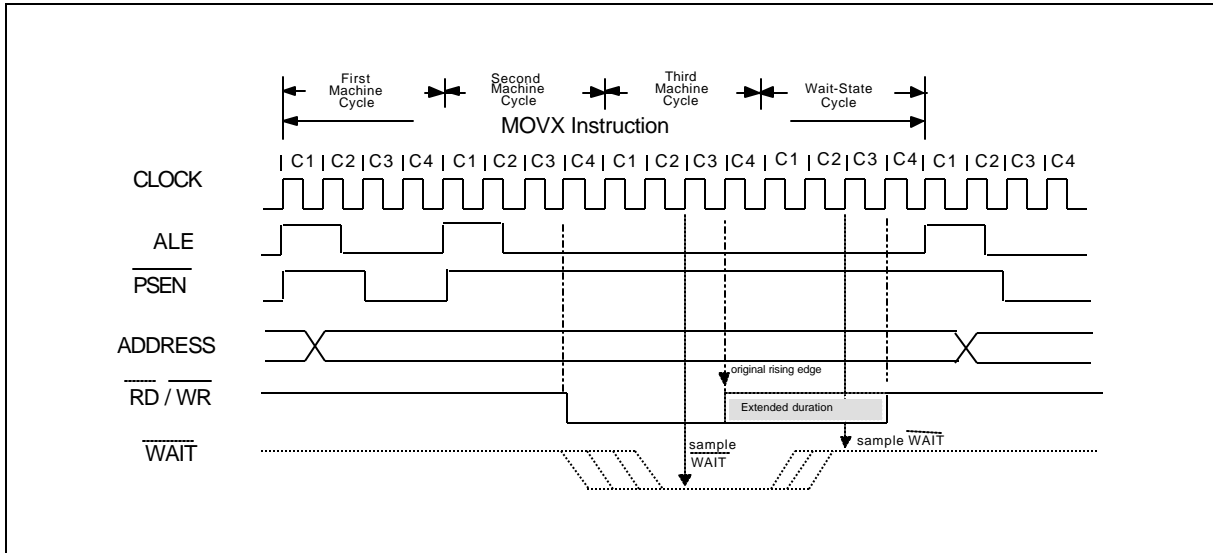 First Machine Cycle
Second Machine Cycle
Third Machine Cycle
Wait-State Cycle
MOVX Instruction
C1 C2 C3 C4 C1 C2 C3 C4 C1 C2 C3 C4 C1 C2 C3 C4 C1 C2 C3 C4
CLOCK
ALE
PSEN
ADDRESS
original rising edge
RD / WR
Extended duration
WAIT
sample WAIT
sample WAIT